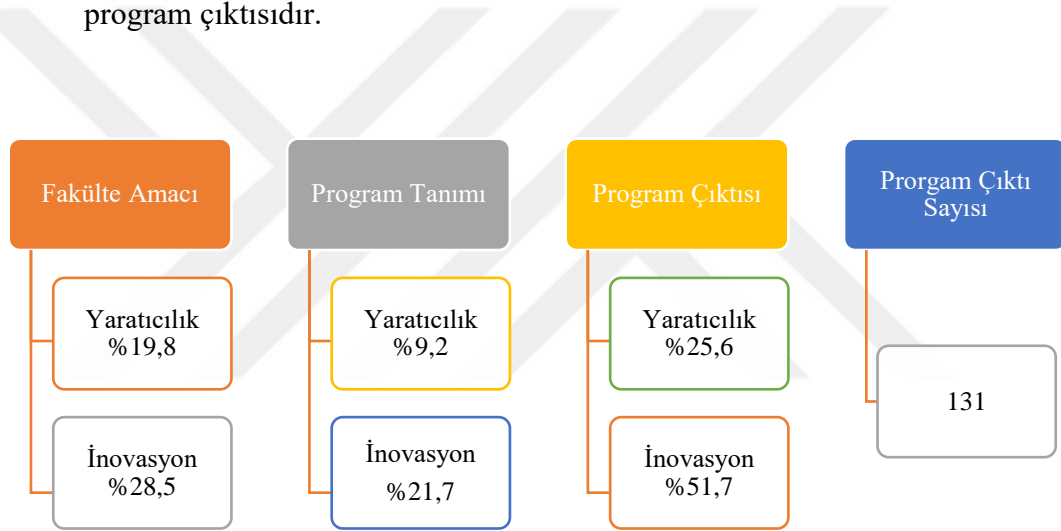 program çıktısıdır.
Fakülte Amacı
Yaratıcılık
%19,8
İnovasyon
%28,5
Program Tanımı
Yaratıcılık
%9,2
İnovasyon
%21,7
Program Çıktısı
Yaratıcılık
%25,6
İnovasyon
%51,7
Prorgam Çıktı
Sayısı
131